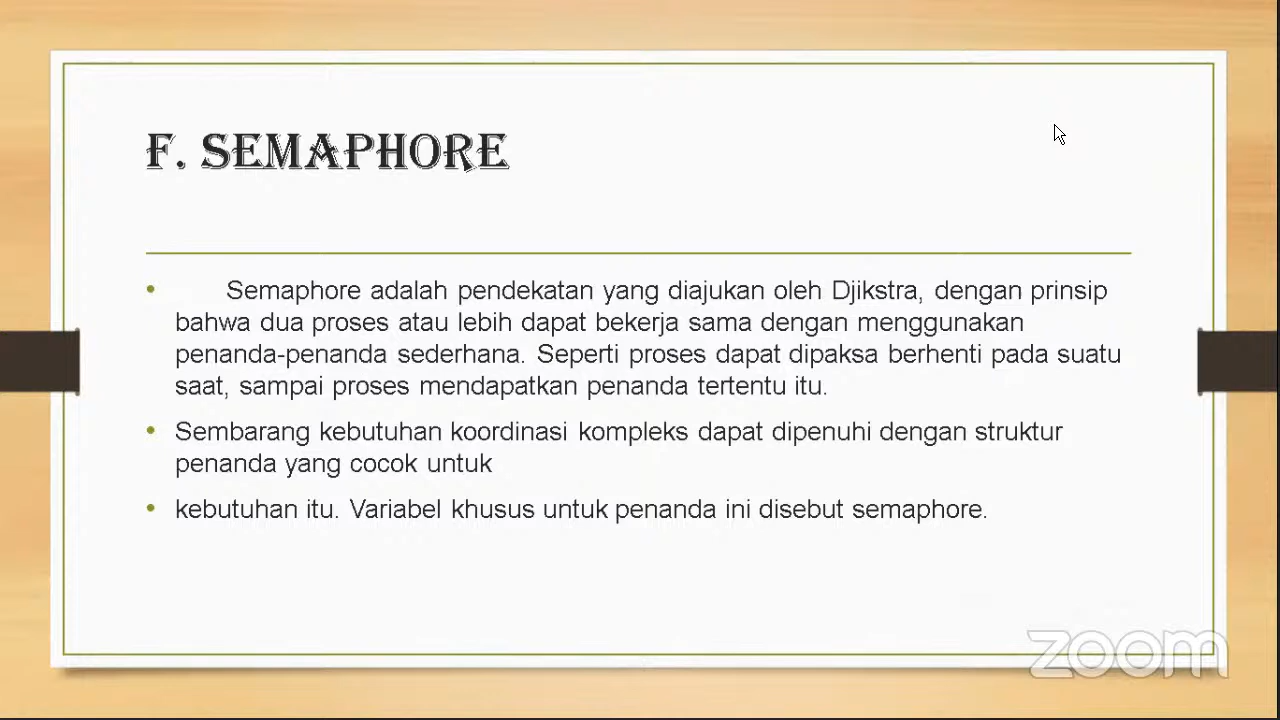 F. SEMAPHORE
• Semaphore adalah pendekatan yang diajukan oleh Djikstra, dengan prinsip
bahwa dua proses atau lebih dapat bekerja sama dengan menggunakan
penanda-penanda sederhana. Seperti proses dapat dipaksa berhenti pada suatu
saat, sampai proses mendapatkan penanda tertentu itu.
• Sembarang kebutuhan koordinasi kompleks dapat dipenuhi dengan struktur
penanda yang cocok untuk
• kebutuhan itu. Variabel khusus untuk penanda ini disebut semaphore.
zoom